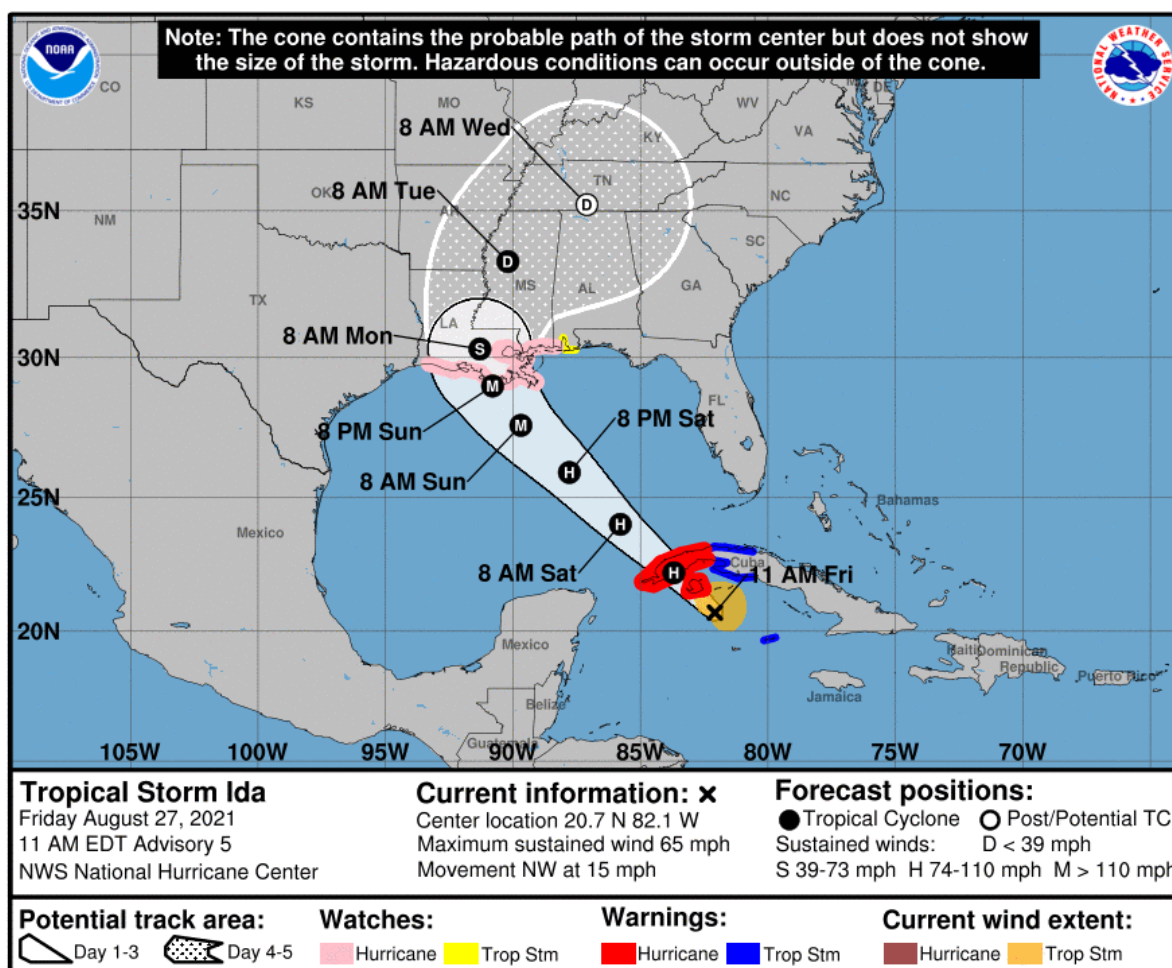 Note: The cone contains the probable path of the storm center but does not show
the size of the storm. Hazardous conditions can occur outside of the cone.
NOAA
NATIONAL WEATHER SERVICE
CO
KS
MO
WV
DE
8 AM Wed
KY
VA
8 AM Tue
OK
AR
TN
NC
35N
NM
D
D
SC
MS
AL
GA
TX
LA
8 AM Mon
S
30N
M
FL
8 PM Sun
8 PM Sat
M
8 AM Sun
H
25N
Bahamas
Mexico
H
8 AM Sat
H
Cuba
11 AM Fri
20N
Mexico
Haiti
Dominican
Republic
Puerto Rico
Jamaica
Belize
Guatemala
105W 100W 95W 90W 85W 80W 75W 70W
Tropical Storm Ida
Friday August 27, 2021
11 AM EDT Advisory 5
NWS National Hurricane Center
Current information: x
Center location 20.7 N 82.1 W
Maximum sustained wind 65 mph
Movement NW at 15 mph
Forecast positions:
Tropical Cyclone Post/Potential TC
Sustained winds: D < 39 mph
S 39-73 mph H 74-110 mph M > 110 mph
Potential track area:
Day 1-3 Day 4-5
Watches:
Hurricane Trop Stm
Warnings:
Hurricane Trop Stm
Current wind extent:
Hurricane Trop Stm